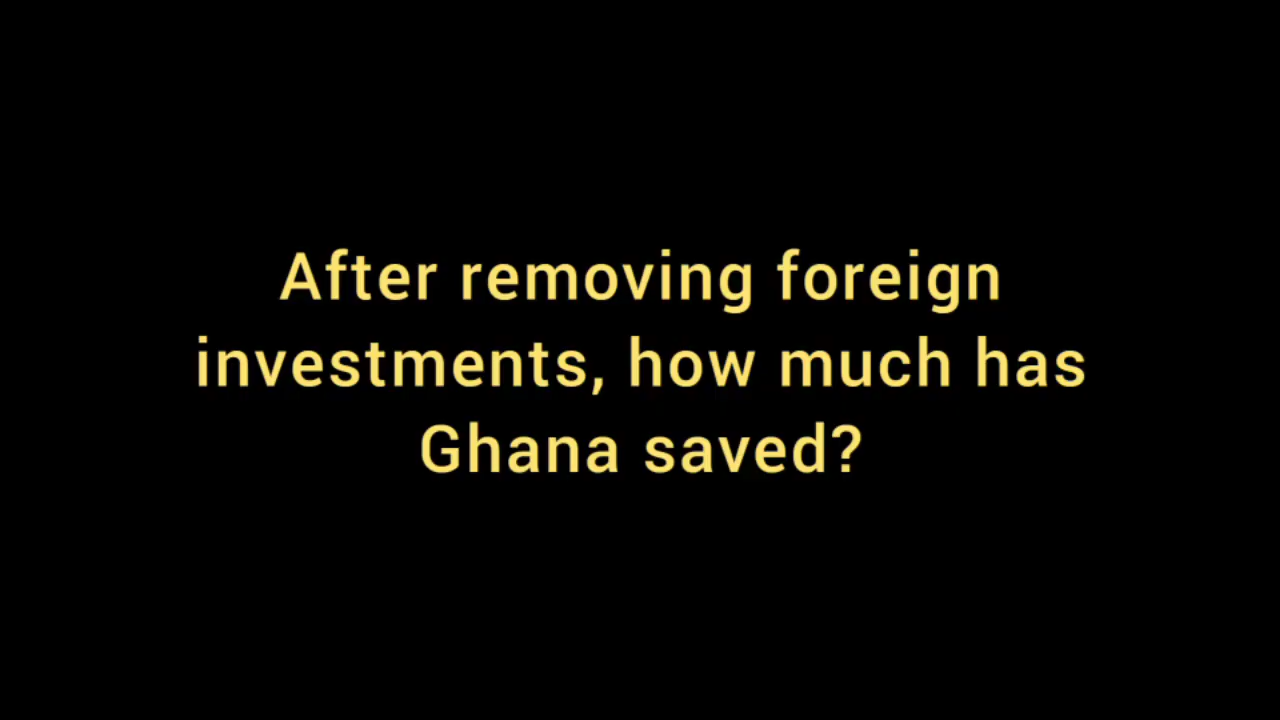 After removing foreign
investments, how much has
Ghana saved?